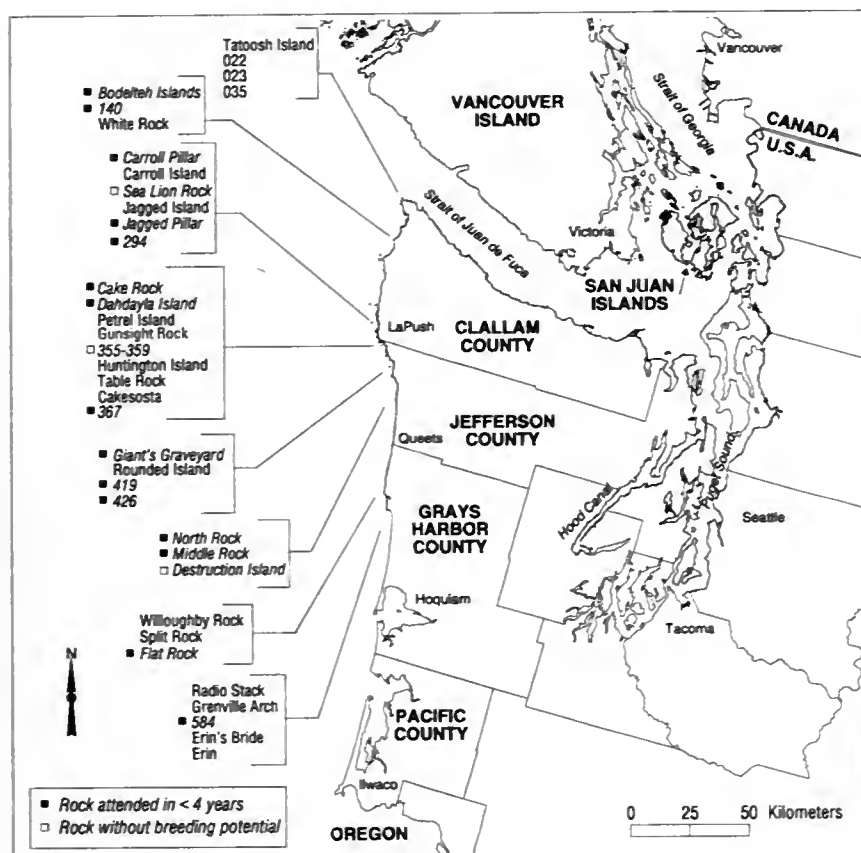 Tatoosh Island
022
023
035
■ Bodelteh Islands
■ 140
White Rock
■ Carroll Pillar
Carroll Island
□ Sea Lion Rock
Jagged Island
■ Jagged Pillar
■ 294
■ Cake Rock
■ Dahdayla Island
Petrel Island
Gunsight Rock
□ 355-359
Huntington Island
Table Rock
Cakesosta
■ 367
■ Giant's Graveyard
Rounded Island
■ 419
■ 426
■ North Rock
■ Middle Rock
□ Destruction Island
Willoughby Rock
Split Rock
■ Flat Rock
Radio Stack
Grenville Arch
■ 584
Erin's Bride
Erin
N
■ Rock attended in < 4 years
□ Rock without breeding potential
Vancouver
VANCOUVER
ISLAND
Strait of Georgia
CANADA
U.S.A.
Strait of Juan de Fuca
Victoria
SAN JUAN
ISLANDS
LaPush
CLALLAM
COUNTY
JEFFERSON
COUNTY
Queets
Hood Canal
Puget Sound
Seattle
GRAYS
HARBOR
COUNTY
Hoquism
Tacoma
PACIFIC
COUNTY
Ilwaco
OREGON
0 25 50 Kilometers